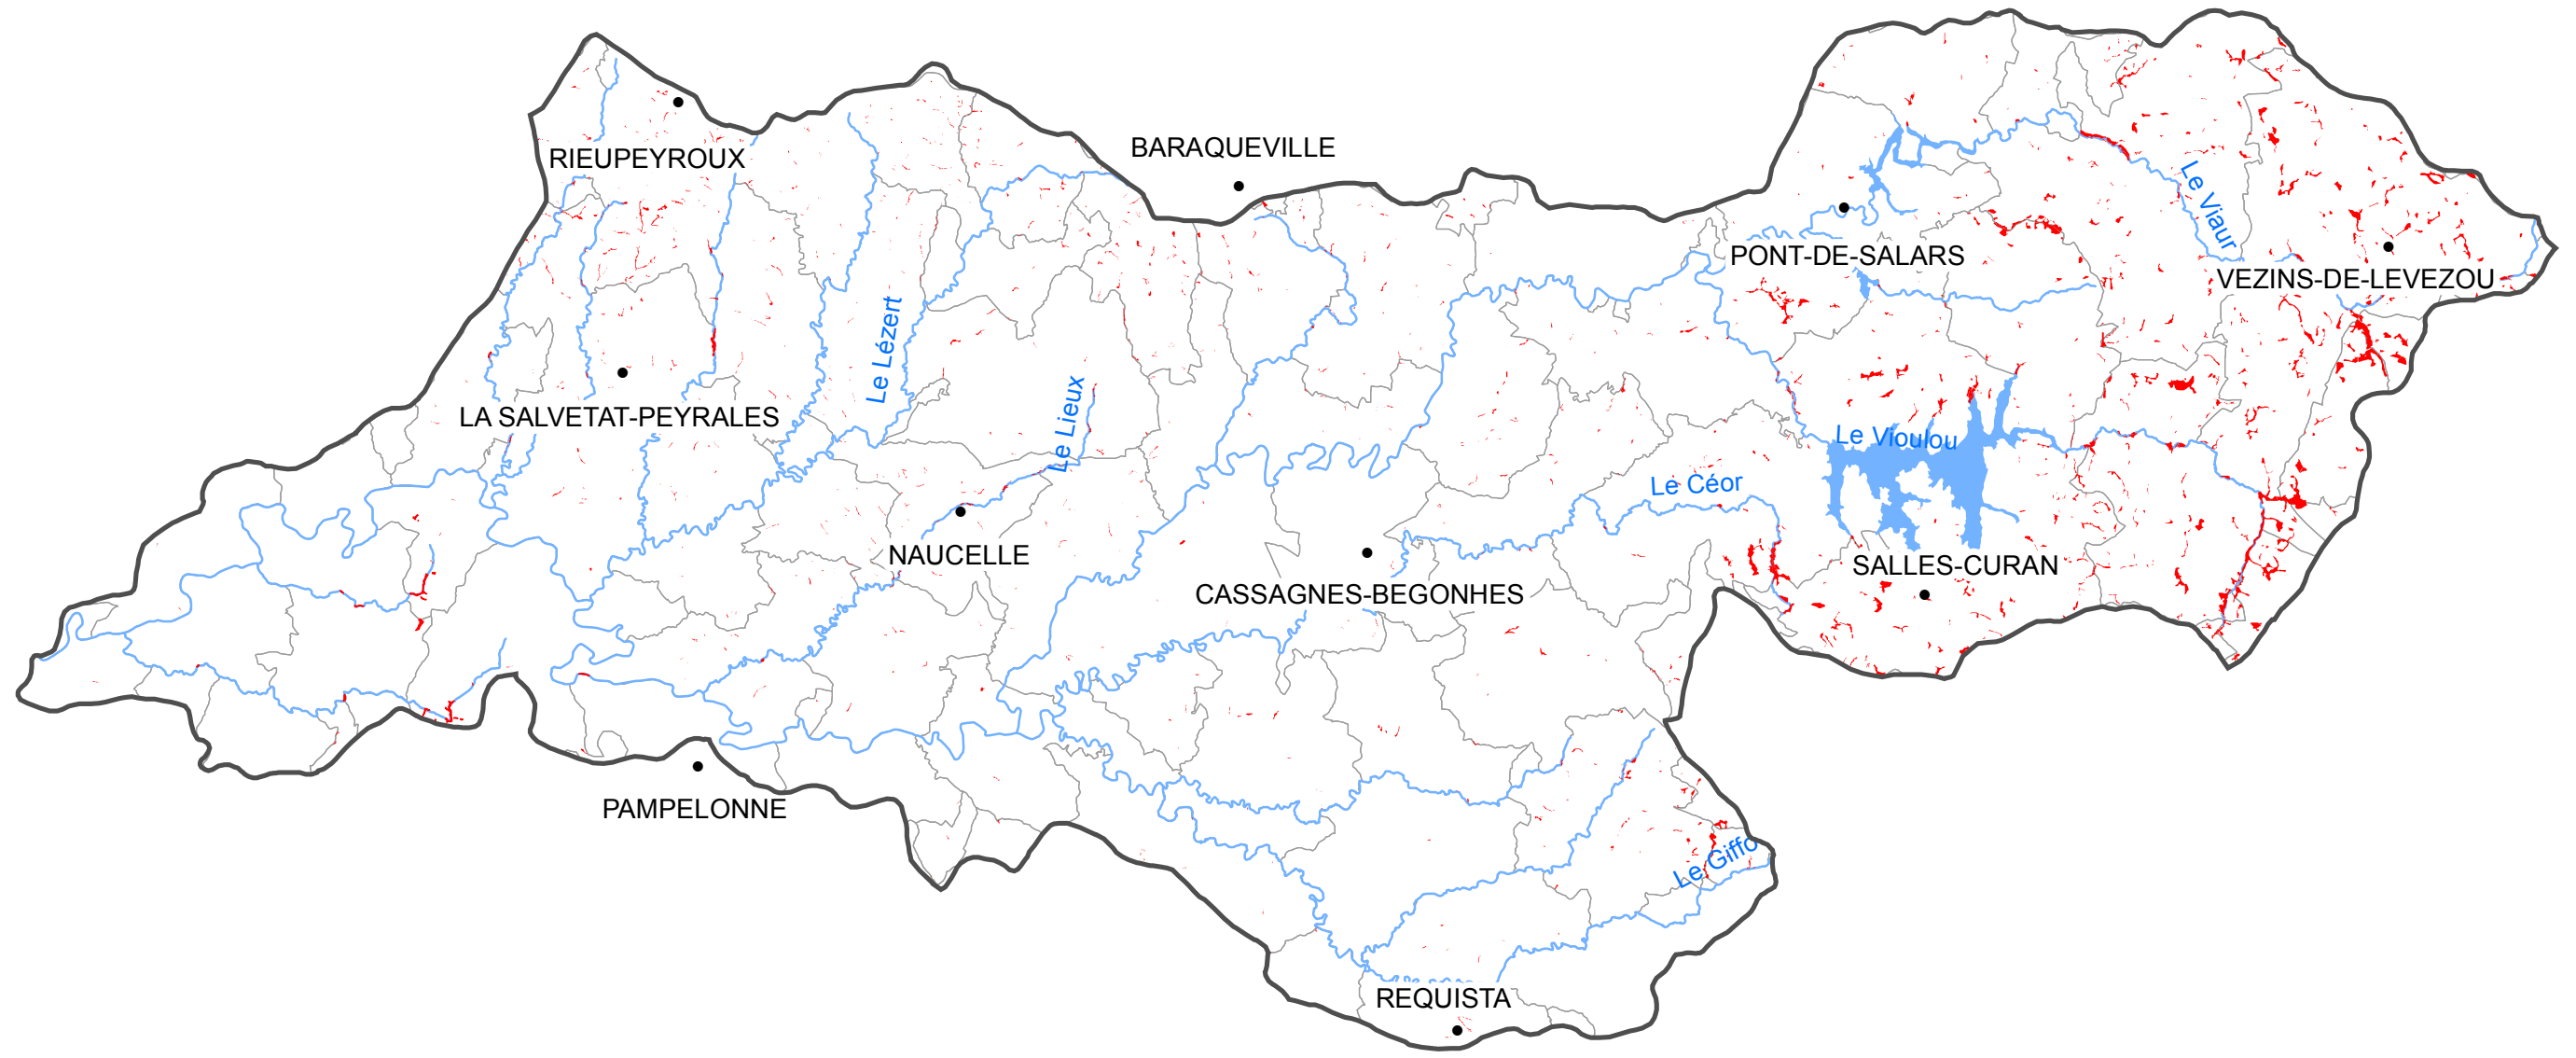 BARAQUEVILLE
RIEUPEYROUX
Le Viaur
PONT-DE-SALARS
VEZINS-DE-LEVEZOU
Le Lézert
LA SALVETAT-PEYRALES
Le Lieux
Le Vioulou
Le Céor
NAUCELLE
SALLES-CURAN
CASSAGNES-BEGONHES
PAMPELONNE
Le Giffo
REQUISTA